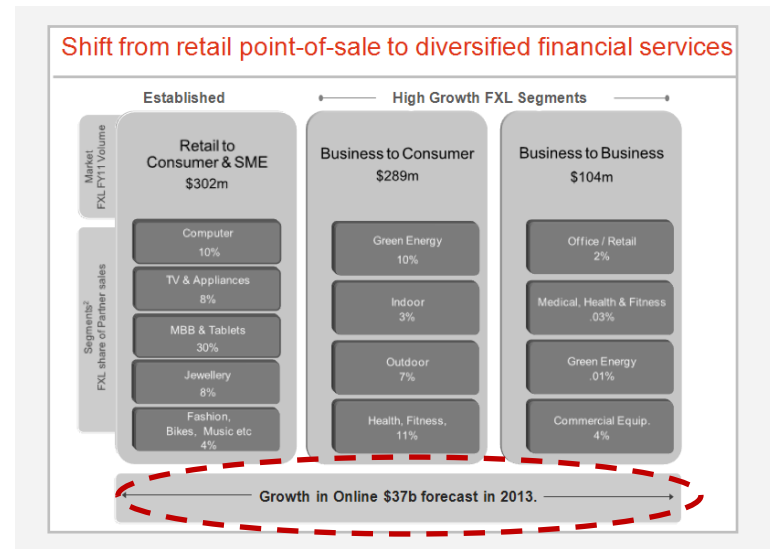 Shift from retail point-of-sale to diversified financial services
Established
High Growth FXL Segments
Market
FXL FY11 Volume
Retail to
Consumer & SME
$302m
Business to Consumer
$289m
Business to Business
$104m
Segments²
FXL share of Partner sales
Computer
10%
TV & Appliances
8%
MBB & Tablets
30%
Jewellery
8%
Fashion,
Bikes, Music etc
4%
Green Energy
10%
Indoor
3%
Outdoor
7%
Health, Fitness,
11%
Office / Retail
2%
Medical, Health & Fitness
.03%
Green Energy
.01%
Commercial Equip.
4%
Growth in Online $37b forecast in 2013.